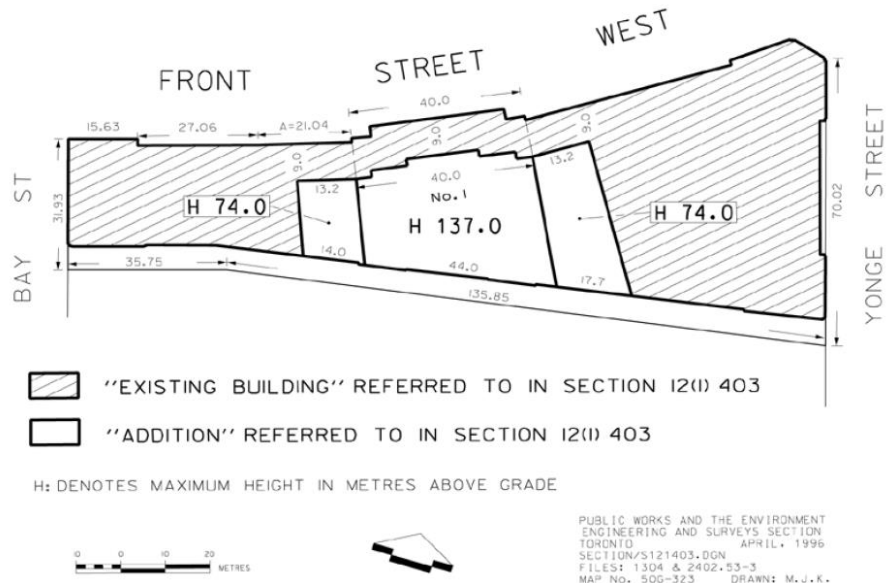 FRONT STREET WEST
40.0
15.63
27.06
A=21.04
9.0
9.0
9.0
BAY ST
31.93
13.2
40.0
13.2
No. 1
H 74.0
H 137.0
H 74.0
70.02
YONGE STREET
14.0
44.0
17.7
35.75
135.85
"EXISTING BUILDING" REFERRED TO IN SECTION 12(1) 403
"ADDITION" REFERRED TO IN SECTION 12(1) 403
H: DENOTES MAXIMUM HEIGHT IN METRES ABOVE GRADE
0 0 10 20
METRES
PUBLIC WORKS AND THE ENVIRONMENT
ENGINEERING AND SURVEYS SECTION
TORONTO APRIL, 1996
SECTION/S121403.DGN
FILES: 1304 & 2402.53-3
MAP No. 50G-323 DRAWN: M.J.K.